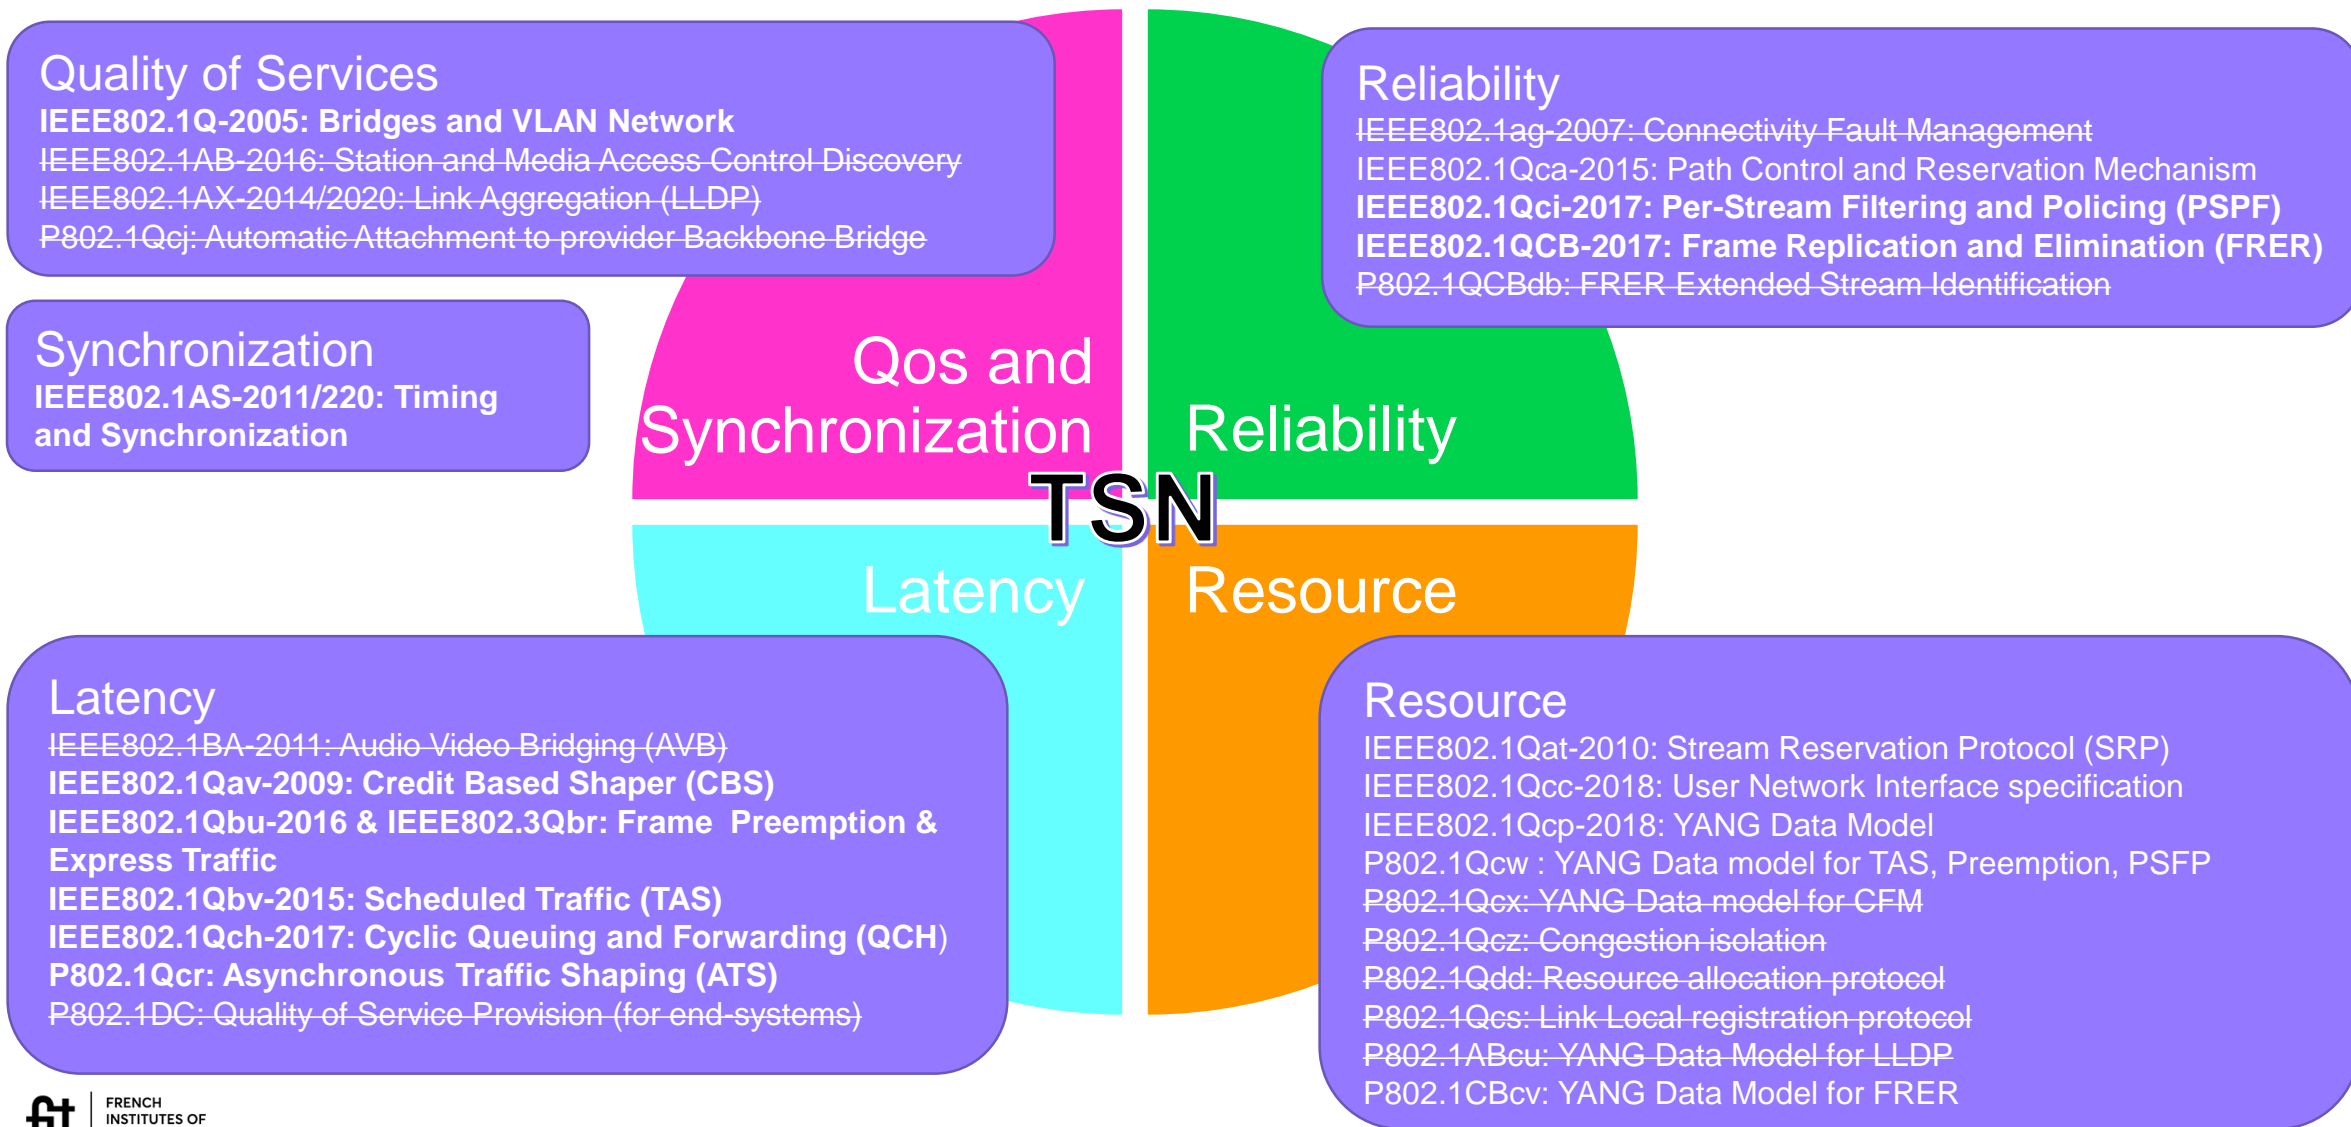 Quality of Services
IEEE802.1Q-2005: Bridges and VLAN Network
IEEE802.1AB-2016: Station and Media Access Control Discovery
IEEE802.1AX-2014/2020: Link Aggregation (LLDP)
P802.1Qcj: Automatic Attachment to provider Backbone Bridge
Synchronization
IEEE802.1AS-2011/220: Timing
and Synchronization
Qos and
Synchronization
Reliability
TSN
Latency
Resource
Reliability
IEEE802.1ag-2007: Connectivity Fault Management
IEEE802.1Qca-2015: Path Control and Reservation Mechanism
IEEE802.1Qci-2017: Per-Stream Filtering and Policing (PSPF)
IEEE802.1QCB-2017: Frame Replication and Elimination (FRER)
P802.1QCBdb: FRER Extended Stream Identification
Latency
IEEE802.1BA-2011: Audio Video Bridging (AVB)
IEEE802.1Qav-2009: Credit Based Shaper (CBS)
IEEE802.1Qbu-2016 & IEEE802.3Qbr: Frame  Preemption &
Express Traffic
IEEE802.1Qbv-2015: Scheduled Traffic (TAS)
IEEE802.1Qch-2017: Cyclic Queuing and Forwarding (QCH)
P802.1Qcr: Asynchronous Traffic Shaping (ATS)
P802.1DC: Quality of Service Provision (for end-systems)
Resource
IEEE802.1Qat-2010: Stream Reservation Protocol (SRP)
IEEE802.1Qcc-2018: User Network Interface specification
IEEE802.1Qcp-2018: YANG Data Model
P802.1Qcw : YANG Data model for TAS, Preemption, PSFP
P802.1Qcx: YANG Data model for CFM
P802.1Qcz: Congestion isolation
P802.1Qdd: Resource allocation protocol
P802.1Qcs: Link Local registration protocol
P802.1ABcu: YANG Data Model for LLDP
P802.1CBcv: YANG Data Model for FRER
fit
FRENCH
INSTITUTES OF